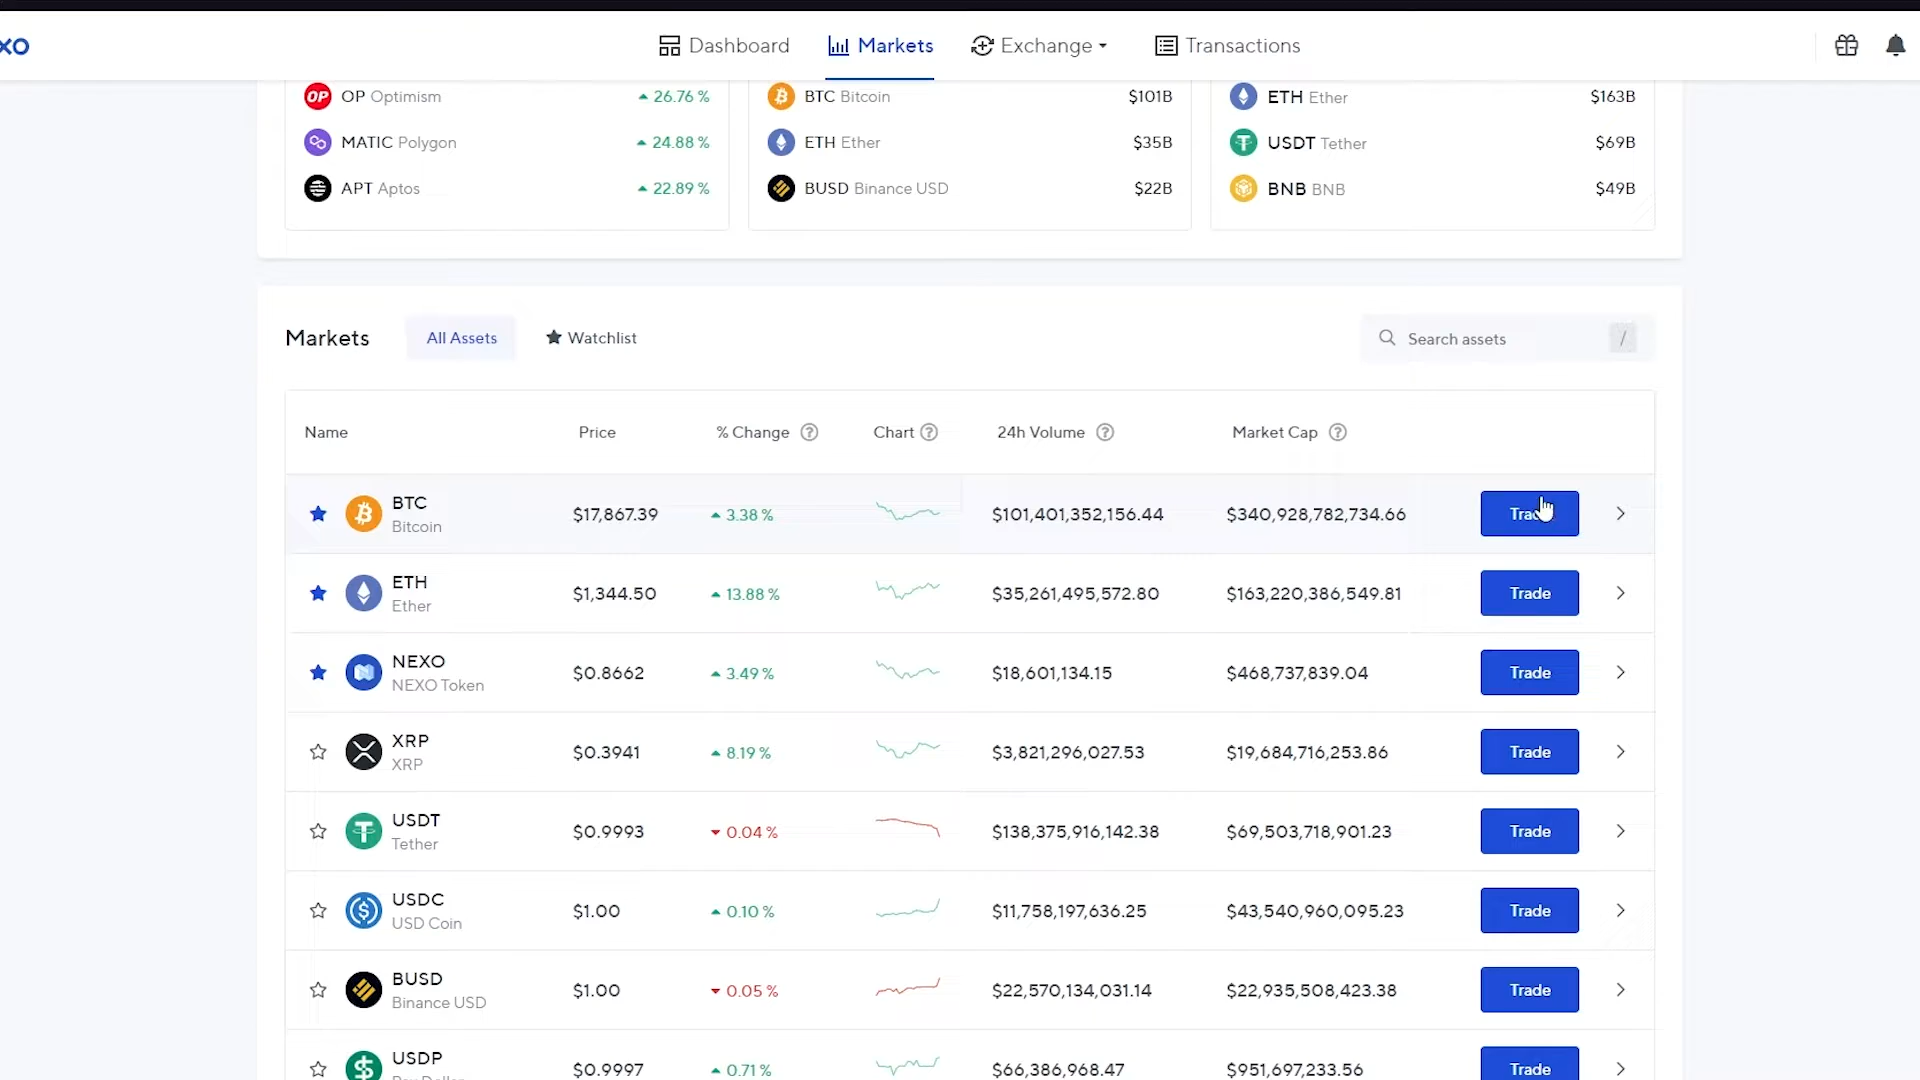 xo
Dashboard
Markets
Exchange
Transactions
OP Optimism 26.76 %
MATIC Polygon 24.88 %
APT Aptos 22.89 %
BTC Bitcoin $101B
ETH Ether $35B
BUSD Binance USD $22B
ETH Ether $163B
USDT Tether $69B
BNB BNB $49B
Markets
All Assets
Watchlist
Search assets /
Name Price % Change ? Chart ? 24h Volume ? Market Cap ?
BTC
Bitcoin
$17,867.39 3.38 % $101,401,352,156.44 $340,928,782,734.66
ETH
Ether
$1,344.50 13.88 % $35,261,495,572.80 $163,220,386,549.81 Trade
NEXO
NEXO Token
$0.8662 3.49 % $18,601,134.15 $468,737,839.04 Trade
XRP
XRP
$0.3941 8.19 % $3,821,296,027.53 $19,684,716,253.86 Trade
USDT
Tether
$0.9993 0.04 % $138,375,916,142.38 $69,503,718,901.23 Trade
USDC
USD Coin
$1.00 0.10 % $11,758,197,636.25 $43,540,960,095.23 Trade
BUSD
Binance USD
$1.00 0.05 % $22,570,134,031.14 $22,935,508,423.38 Trade
USDP
$0.9997 0.71 % $66,386,968.47 $951,697,233.56 Trade